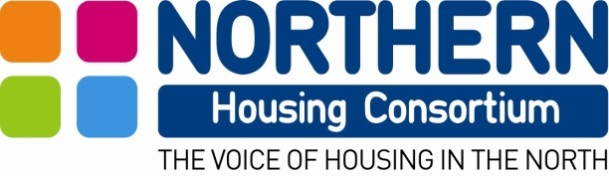 NORTHERN
Housing Consortium
THE VOICE OF HOUSING IN THE NORTH